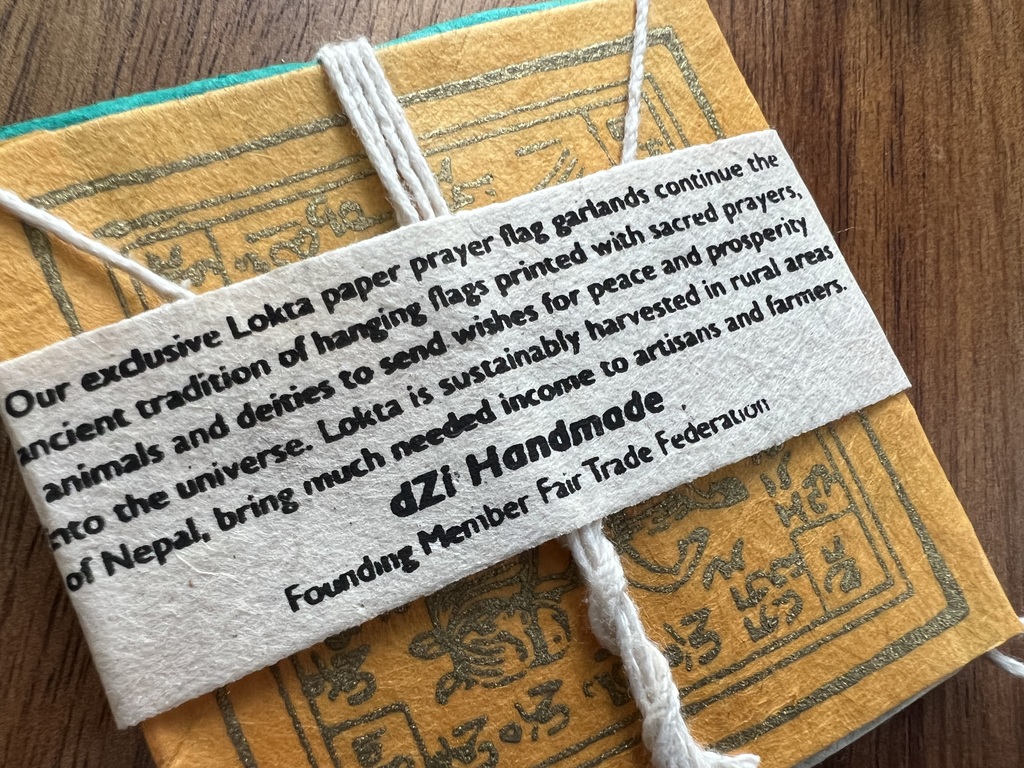 Our exclusive Lokta paper prayer flag garlands continue the
ancient tradition of hanging flags printed with sacred prayers,
animals and deities to send wishes for peace and prosperity
nto the universe. Lokta is sustainably harvested in rural areas
of Nepal, bring much needed income to artisans and farmers.
dZi Handmade
Founding Member Fair Trade Federation